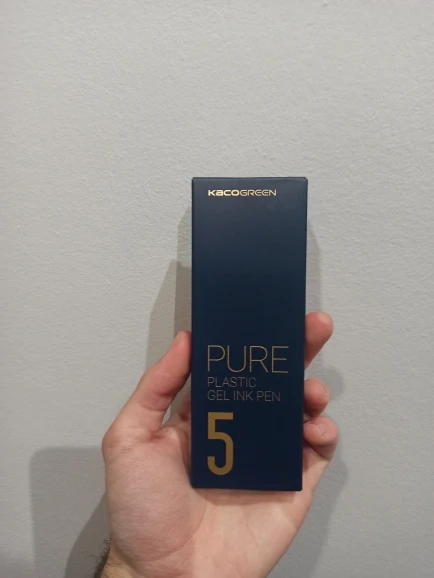 KACOGREEN
PURE
PLASTIC
GEL INK PEN
5